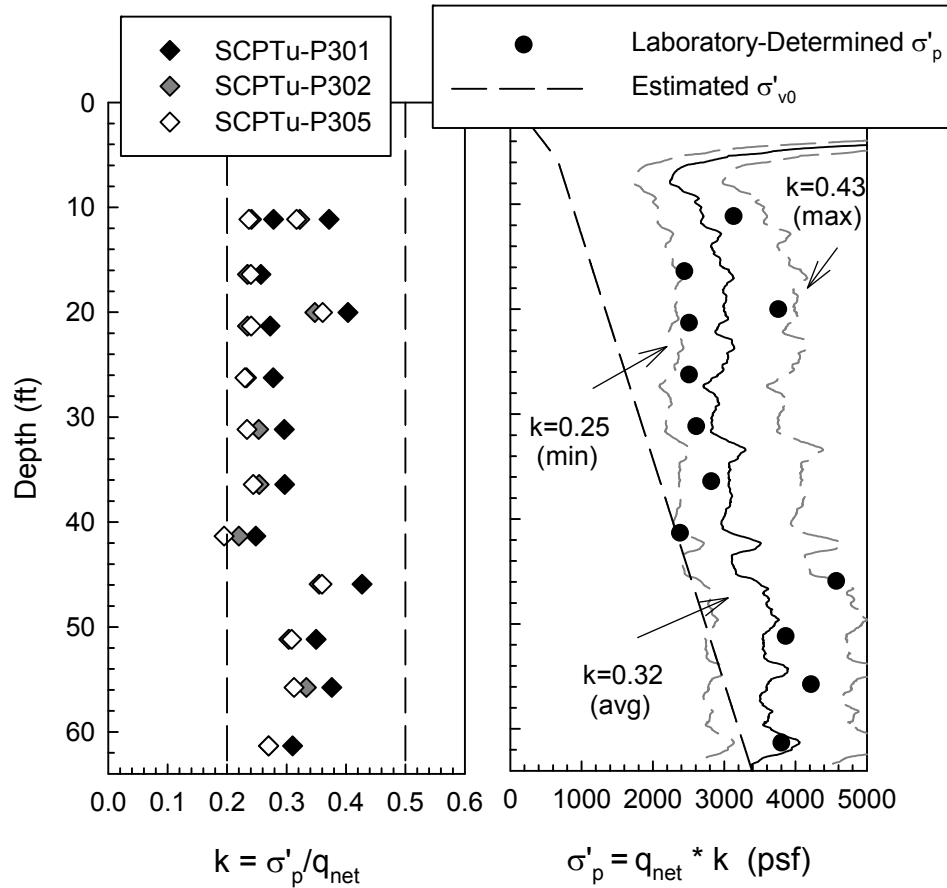 SCPTu-P301
SCPTu-P302
SCPTu-P305
Laboratory-Determined σ'p
Estimated σ'v0
0
10
20
30
40
50
60
Depth (ft)
0.0 0.1 0.2 0.3 0.4 0.5 0.6
k = σ'p/qnet
k=0.43
(max)
k=0.25
(min)
k=0.32
(avg)
0 1000 2000 3000 4000 5000
σ'p = qnet * k (psf)